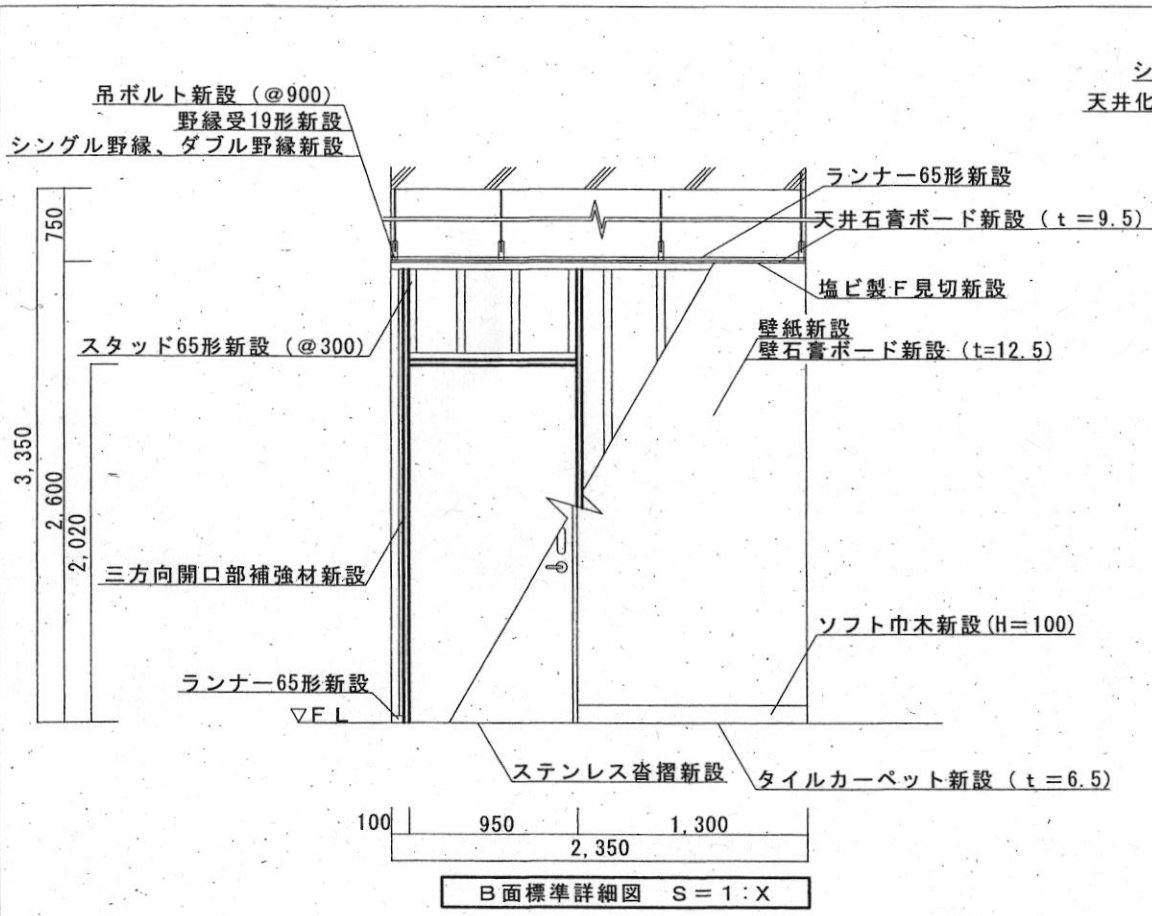 シ
天井化
吊ボルト新設（＠900）
野縁受19形新設
シングル野縁、ダブル野縁新設
ランナー65形新設
天井石膏ボード新設（ｔ＝9.5）
塩ビ製Ｆ見切新設
壁紙新設
壁石膏ボード新設（t=12.5）
スタッド65形新設（＠300）
750
3,350
2,600
2,020
三方向開口部補強材新設
ソフト巾木新設(H＝100)
ランナー65形新設
▽ＦＬ
ステンレス沓摺新設
タイルカーペット新設（ｔ＝6.5）
100 950 1,300
2,350
Ｂ面標準詳細図 Ｓ＝1：Ｘ